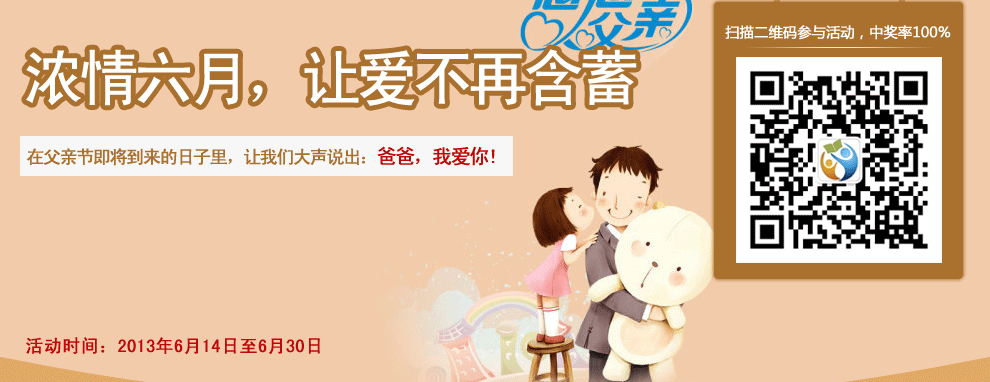 父亲
扫描二维码参与活动，中奖率100%
浓情六月，让爱不再含蓄
在父亲节即将到来的日子里，让我们大声说出：爸爸，我爱你！
活动时间：2013年6月14日至6月30日